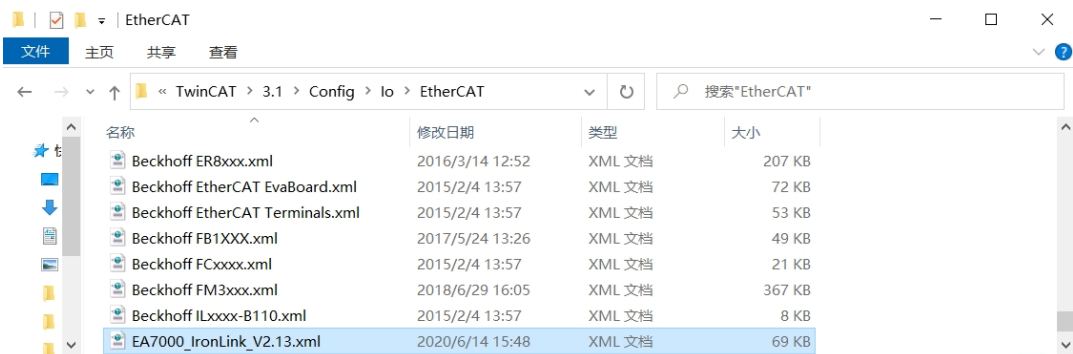 EtherCAT
文件 主页 共享 查看
« TwinCAT > 3.1 > Config > Io > EtherCAT 搜索"EtherCAT"
名称 修改日期 类型 大小
Beckhoff ER8xxx.xml 2016/3/14 12:52 XML 文档 207 KB
Beckhoff EtherCAT EvaBoard.xml 2015/2/4 13:57 XML 文档 72 KB
Beckhoff EtherCAT Terminals.xml 2015/2/4 13:57 XML 文档 53 KB
Beckhoff FB1XXX.xml 2017/5/24 13:26 XML 文档 49 KB
Beckhoff FCxxxx.xml 2015/2/4 13:57 XML 文档 21 KB
Beckhoff FM3xxx.xml 2018/6/29 16:05 XML 文档 367 KB
Beckhoff ILxxxx-B110.xml 2015/2/4 13:57 XML 文档 8 KB
EA7000_IronLink_V2.13.xml 2020/6/14 15:48 XML 文档 69 KB